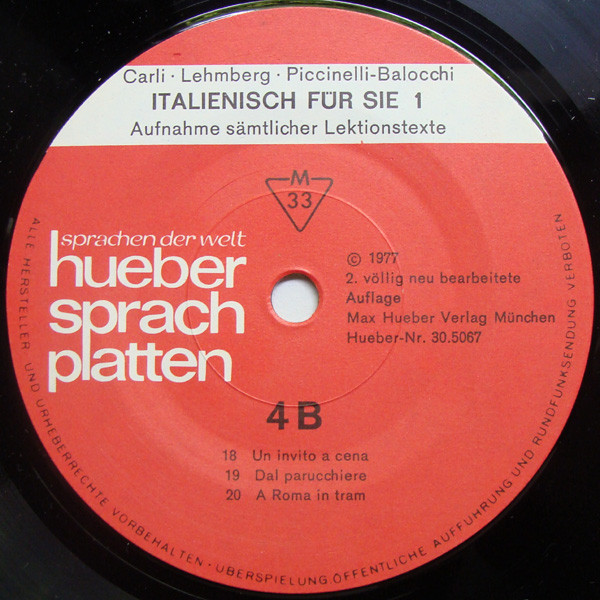 Carli · Lehmberg · Piccinelli-Balocchi
ITALIENISCH FÜR SIE 1
Aufnahme sämtlicher Lektionstexte
M
33
sprachen der welt
hueber
sprach
platten
© 1977
2. völlig neu bearbeitete
Auflage
Max Hueber Verlag München
Hueber-Nr. 30.5067
4 B
18 Un invito a cena
19 Dal parucchiere
20 A Roma in tram
ALLE HERSTELLER UND URHEBERRECHTE VORBEHALTEN · ÜBERSPIELUNG, ÖFFENTLICHE AUFFÜHRUNG UND RUNDFUNKSENDUNG VERBOTEN